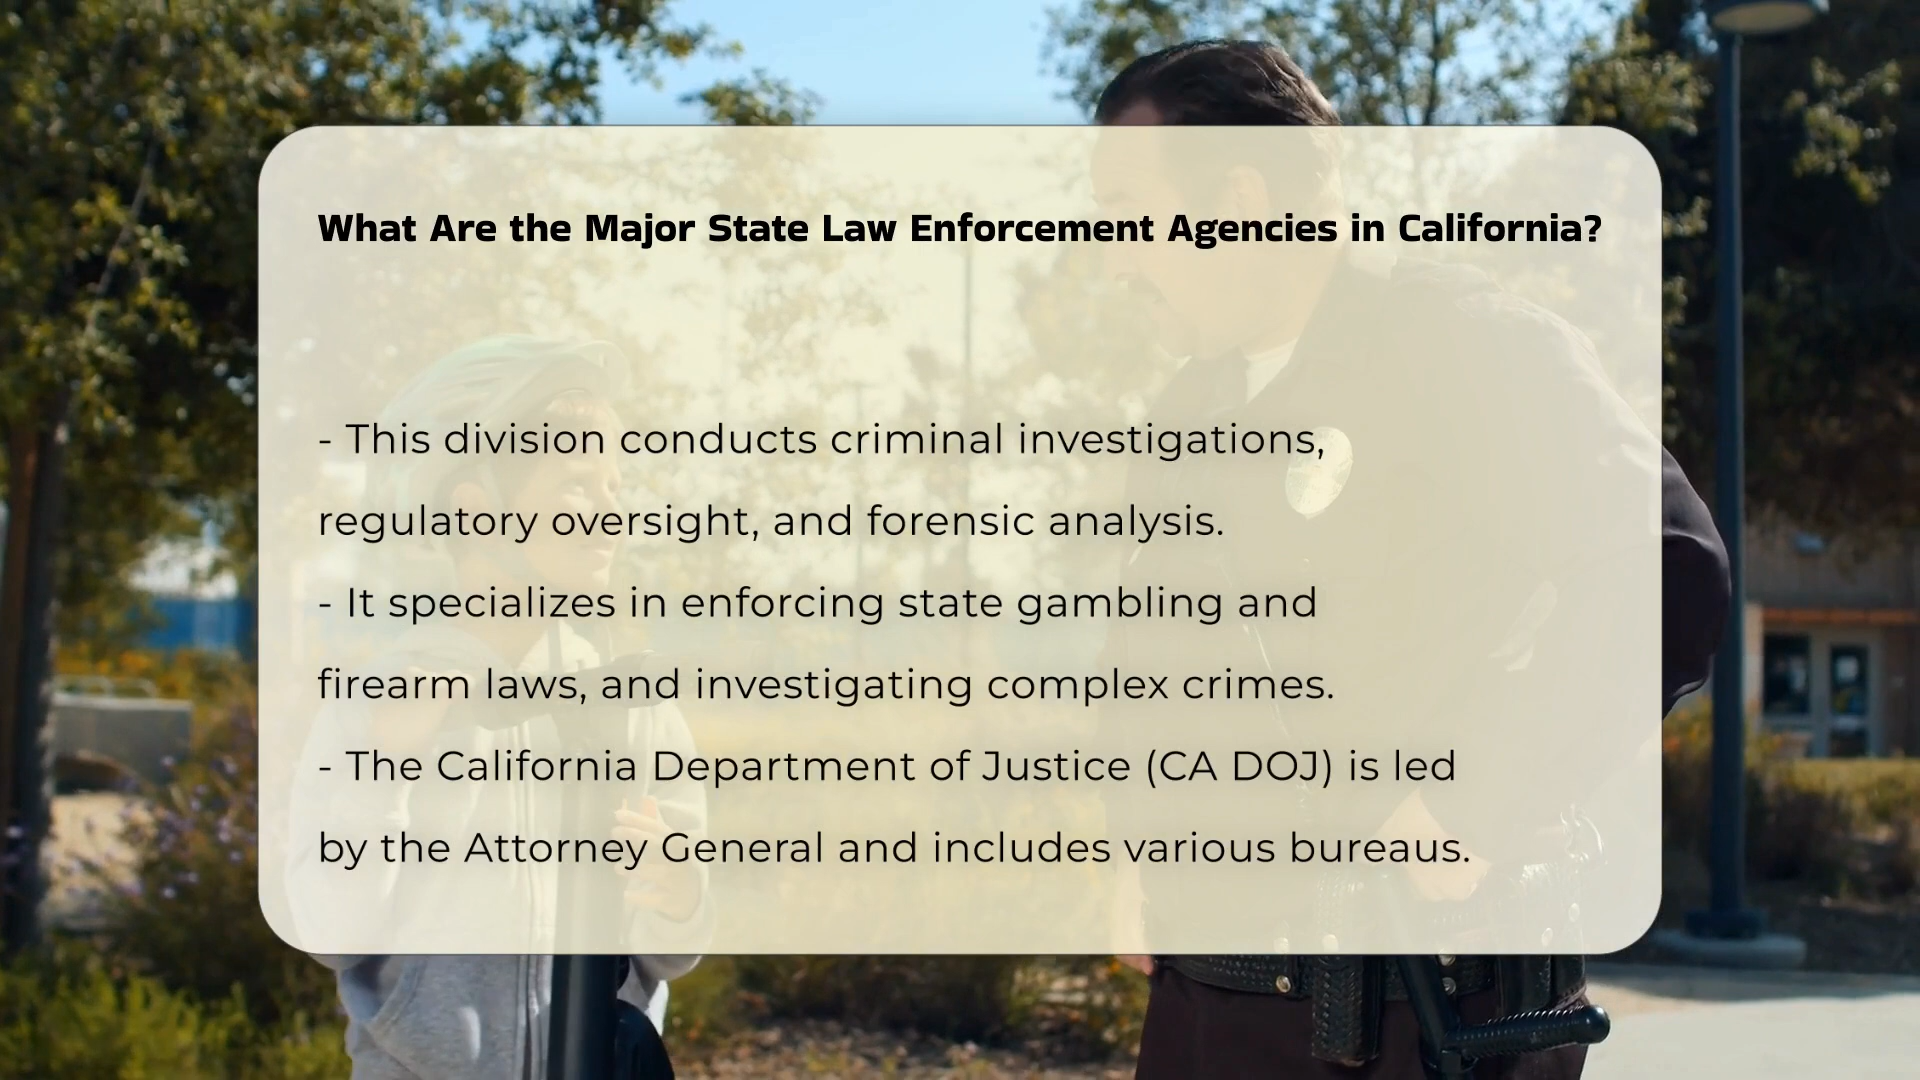 What Are the Major State Law Enforcement Agencies in California?
- This division conducts criminal investigations,
regulatory oversight, and forensic analysis.
- It specializes in enforcing state gambling and
firearm laws, and investigating complex crimes.
- The California Department of Justice (CA DOJ) is led
by the Attorney General and includes various bureaus.